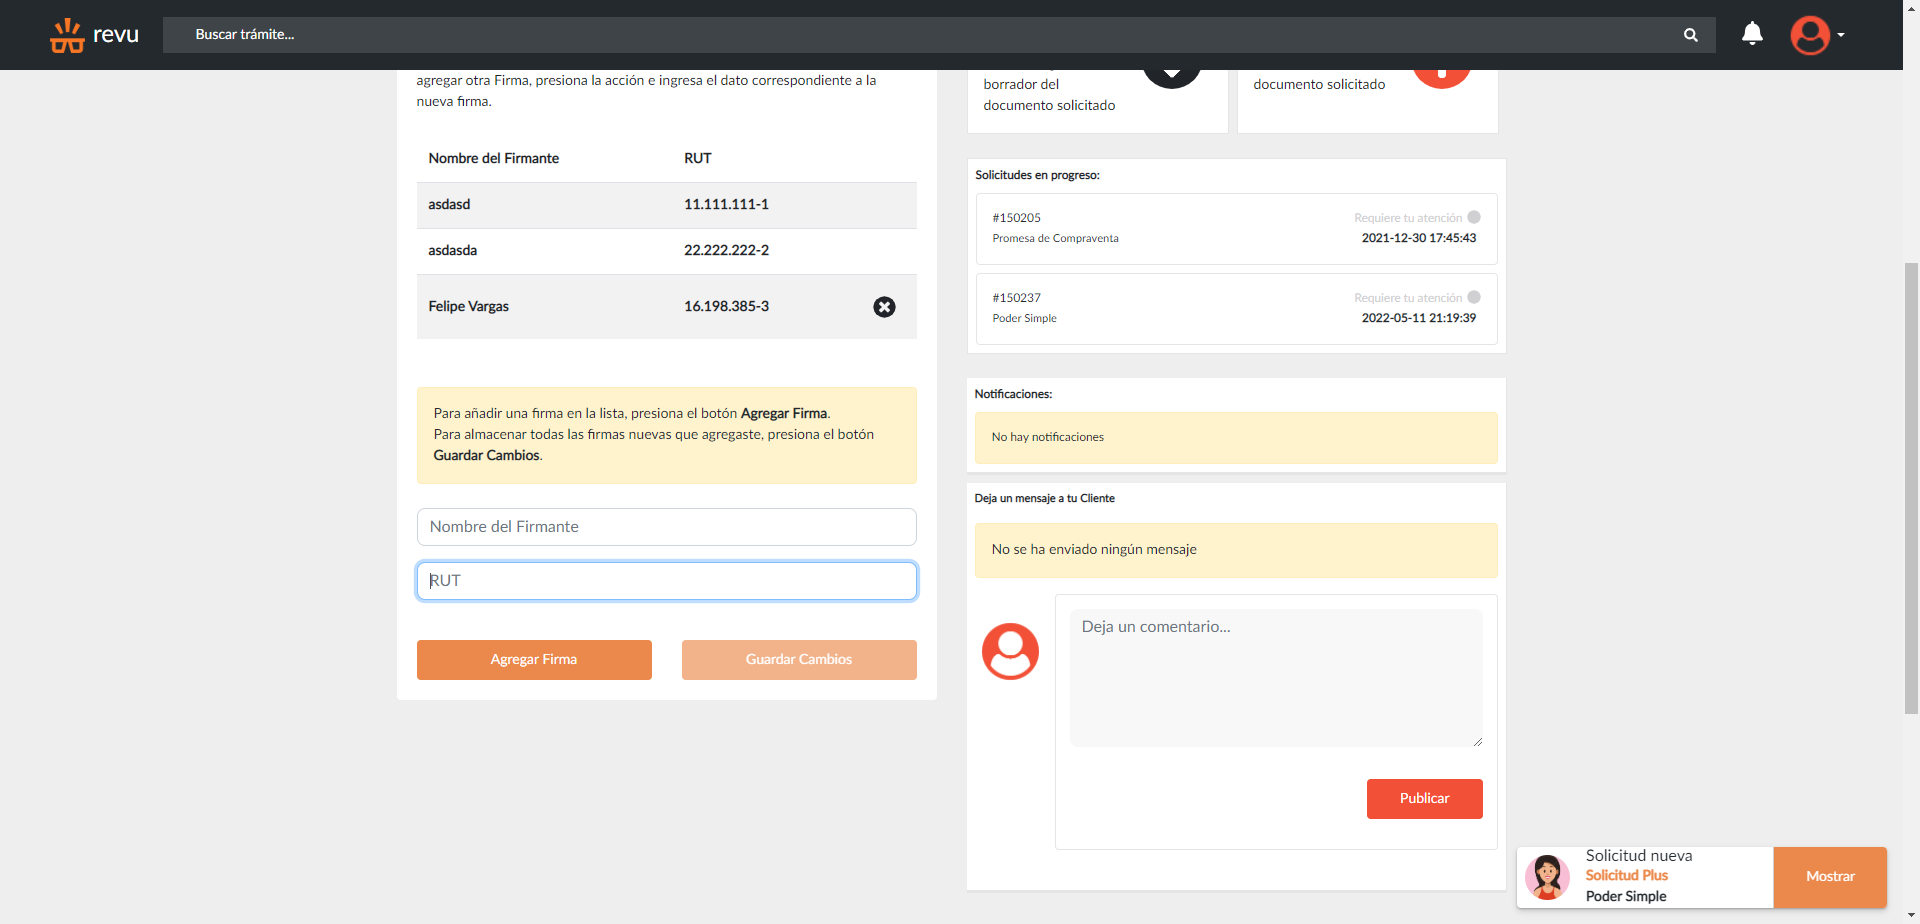 revu
Buscar trámite...
agregar otra Firma, presiona la acción e ingresa el dato correspondiente a la
nueva firma.
Nombre del Firmante RUT
asdasd 11.111.111-1
asdasda 22.222.222-2
Felipe Vargas 16.198.385-3
Para añadir una firma en la lista, presiona el botón Agregar Firma.
Para almacenar todas las firmas nuevas que agregaste, presiona el botón
Guardar Cambios.
Nombre del Firmante
RUT
Agregar Firma Guardar Cambios
borrador del
documento solicitado
documento solicitado
Solicitudes en progreso:
#150205 Requiere tu atención
Promesa de Compraventa 2021-12-30 17:45:43
#150237 Requiere tu atención
Poder Simple 2022-05-11 21:19:39
Notificaciones:
No hay notificaciones
Deja un mensaje a tu Cliente
No se ha enviado ningún mensaje
Deja un comentario...
Publicar
Solicitud nueva
Solicitud Plus
Poder Simple
Mostrar